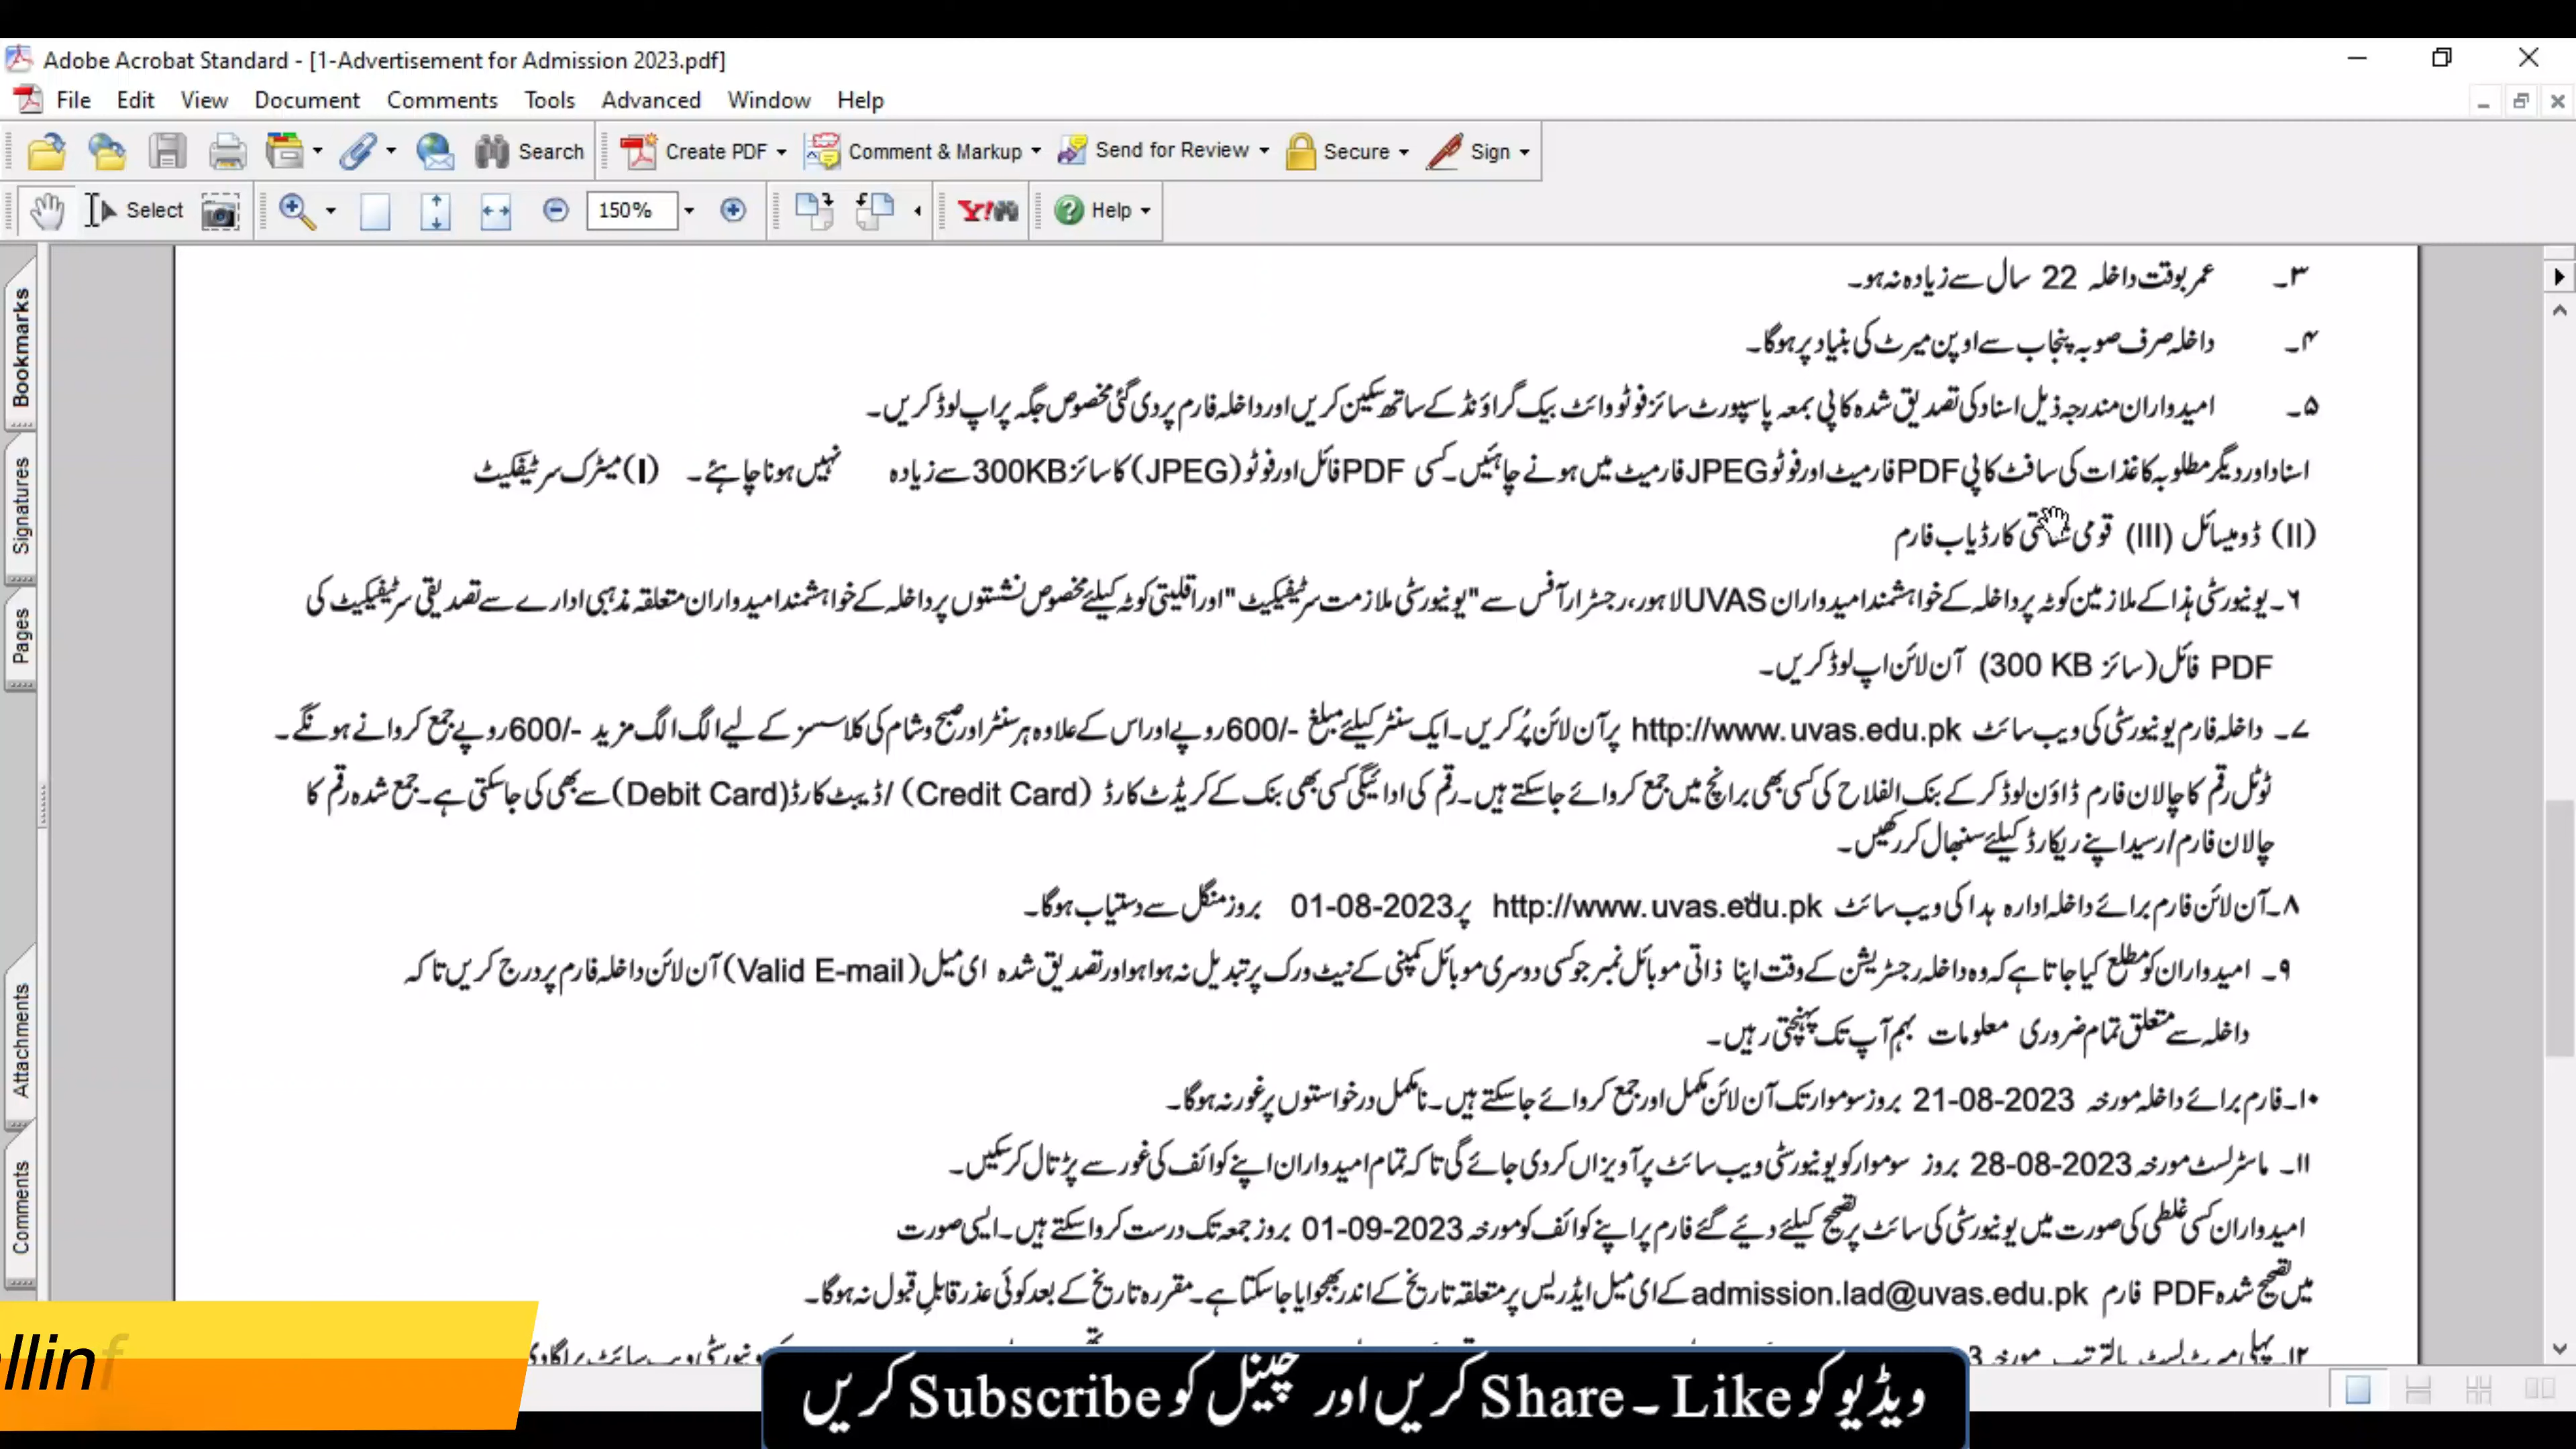 Adobe Acrobat Standard - [1-Advertisement for Admission 2023.pdf]
File Edit View Document Comments Tools Advanced Window Help
Search Create PDF Comment & Markup Send for Review Secure Sign
Select 150% Y! Help
Bookmarks
Signatures
Pages
Attachments
Comments
۳۔ عمر بوقت داخلہ 22 سال سے زیادہ نہ ہو۔
۴۔ داخلہ صرف صوبہ پنجاب سے اوپن میرٹ کی بنیاد پر ہوگا۔
۵۔ امیدواران مندرجہ ذیل اسناد کی تصدیق شدہ کاپی بمعہ پاسپورٹ سائز فوٹو وائٹ بیک گراؤنڈ کے ساتھ سکین کریں اور داخلہ فارم پر دی گئی مخصوص جگہ پر اپ لوڈ کریں۔
اسناد اور دیگر مطلوبہ کاغذات کی سافٹ کاپی PDF فارمیٹ اور فوٹو JPEG فارمیٹ میں ہونے چاہئیں۔ کسی PDF فائل اور فوٹو (JPEG) کا سائز 300KB سے زیادہ نہیں ہونا چاہئے۔ (I) میٹرک سرٹیفکیٹ
(II) ڈومیسائل (III) قومی شناختی کارڈ یا ب فارم
۶۔ یونیورسٹی ہذا کے ملازمین کوٹہ پر داخلہ کے خواہشمند امیدواران UVAS لاہور، رجسٹرار آفس سے "یونیورسٹی ملازمت سرٹیفیکیٹ" اور اقلیتی کوٹہ کیلئے مخصوص نشستوں پر داخلہ کے خواہشمند امیدواران متعلقہ مذہبی ادارے سے تصدیقی سرٹیفیکیٹ کی
PDF فائل (سائز 300 KB) آن لائن اپ لوڈ کریں۔
۷۔ داخلہ فارم یونیورسٹی کی ویب سائٹ http://www.uvas.edu.pk پر آن لائن پُر کریں۔ ایک سنٹر کیلئے مبلغ -/600 روپے اور اس کے علاوہ ہر سنٹر اور صبح و شام کی کلاسسز کے لیے الگ الگ مزید -/600 روپے جمع کروانے ہونگے۔
ٹوٹل رقم کا چالان فارم ڈاؤن لوڈ کر کے بنک الفلاح کی کسی بھی برانچ میں جمع کروائے جاسکتے ہیں۔ رقم کی ادائیگی کسی بھی بنک کے کریڈٹ کارڈ (Credit Card) / ڈیبٹ کارڈ (Debit Card) سے بھی کی جاسکتی ہے۔ جمع شدہ رقم کا
چالان فارم/رسید اپنے ریکارڈ کیلئے سنبھال کر رکھیں۔
۸۔ آن لائن فارم برائے داخلہ ادارہ ہذا کی ویب سائٹ http://www.uvas.edu.pk پر 01-08-2023 بروز منگل سے دستیاب ہوگا۔
۹۔ امیدواران کو مطلع کیا جاتا ہے کہ وہ داخلہ رجسٹریشن کے وقت اپنا ذاتی موبائل نمبر جو کسی دوسری موبائل کمپنی کے نیٹ ورک پر تبدیل نہ ہوا ہو اور تصدیق شدہ ای میل (Valid E-mail) آن لائن داخلہ فارم پر درج کریں تا کہ
داخلہ سے متعلق تمام ضروری معلومات بہم آپ تک پہنچتی رہیں۔
۱۰۔ فارم برائے داخلہ مورخہ 21-08-2023 بروز سوموار تک آن لائن مکمل اور جمع کروائے جاسکتے ہیں۔ نامکمل درخواستوں پر غور نہ ہوگا۔
۱۱۔ ماسٹر لسٹ مورخہ 28-08-2023 بروز سوموار کو یونیورسٹی ویب سائٹ پر آویزاں کر دی جائے گی تا کہ تمام امیدواران اپنے کوائف کی غور سے پڑتال کر سکیں۔
امیدواران کسی غلطی کی صورت میں یونیورسٹی کی سائٹ پر تصحیح کیلئے دیئے گئے فارم پر اپنے کوائف کو مورخہ 01-09-2023 بروز جمعہ تک درست کروا سکتے ہیں۔ ایسی صورت
میں تصحیح شدہ PDF فارم admission.lad@uvas.edu.pk کے ای میل ایڈریس پر متعلقہ تاریخ کے اندر بھجوایا جاسکتا ہے۔ مقررہ تاریخ کے بعد کوئی عذر قابلِ قبول نہ ہوگا۔
۱۲۔ پہلی میرٹ لسٹ بالترتیب مورخہ
ویڈیو کو Like ۔ Share کریں اور چینل کو Subscribe کریں